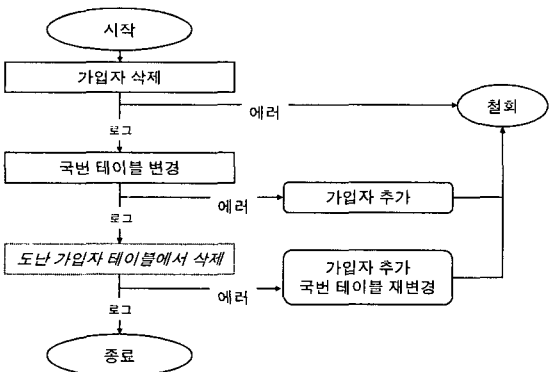 시작
가입자 삭제
에러
철회
로그
국번 테이블 변경
에러
가입자 추가
로그
도난 가입자 테이블에서 삭제
에러
가입자 추가
국번 테이블 재변경
로그
종료